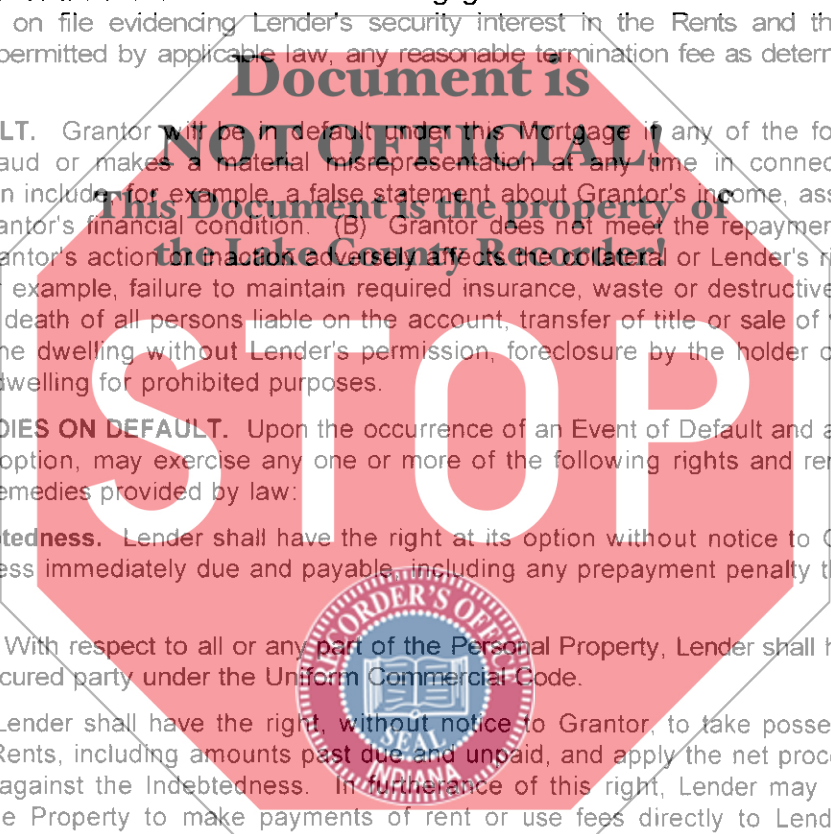 on file evidencing Lender's security interest in the Rents and th
permitted by applicable law, any reasonable termination fee as determ
Document is
LT. Grantor will be in default under this Mortgage if any of the fo
NOT OFFICIAL!
aud or makes a material misrepresentation at any time in connec
n include, for example, a false statement about Grantor's income, ass
This Document is the property of
antor's financial condition. (B) Grantor does not meet the repaymen
the Lake County Recorder!
antor's action or inaction adversely affects the collateral or Lender's ri
example, failure to maintain required insurance, waste or destructive
death of all persons liable on the account, transfer of title or sale of
ne dwelling without Lender's permission, foreclosure by the holder o
dwelling for prohibited purposes.
STOP
DIES ON DEFAULT. Upon the occurrence of an Event of Default and a
option, may exercise any one or more of the following rights and rem
emedies provided by law:
tedness. Lender shall have the right at its option without notice to G
ess immediately due and payable, including any prepayment penalty th
RECORDER'S OFFICE
With respect to all or any part of the Personal Property, Lender shall h
cured party under the Uniform Commercial Code.
Lender shall have the right, without notice to Grantor, to take posse
SEAL
Rents, including amounts past due and unpaid, and apply the net proce
INDIANA
against the Indebtedness. In furtherance of this right, Lender may
e Property to make payments of rent or use fees directly to Lend